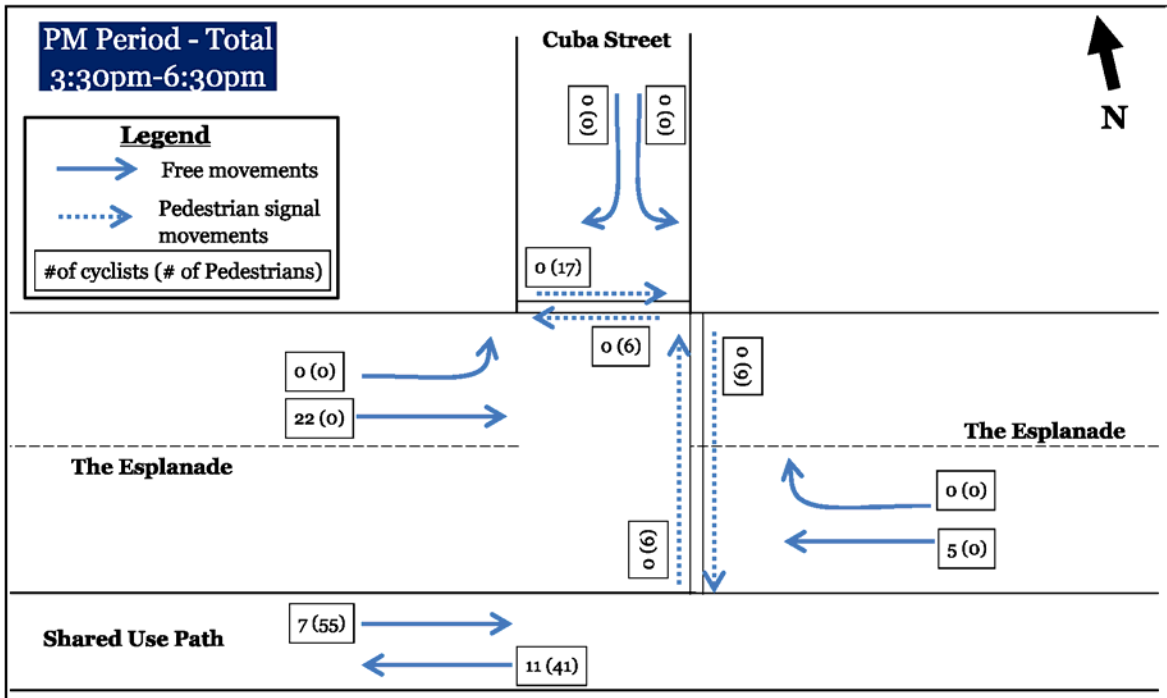 PM Period - Total
3:30pm-6:30pm
Cuba Street
N
Legend
Free movements
Pedestrian signal
movements
#of cyclists (# of Pedestrians)
0 (0)
0 (0)
0 (17)
0 (6)
0 (6)
0 (0)
22 (0)
The Esplanade
The Esplanade
0 (0)
5 (0)
0 (6)
7 (55)
Shared Use Path
11 (41)